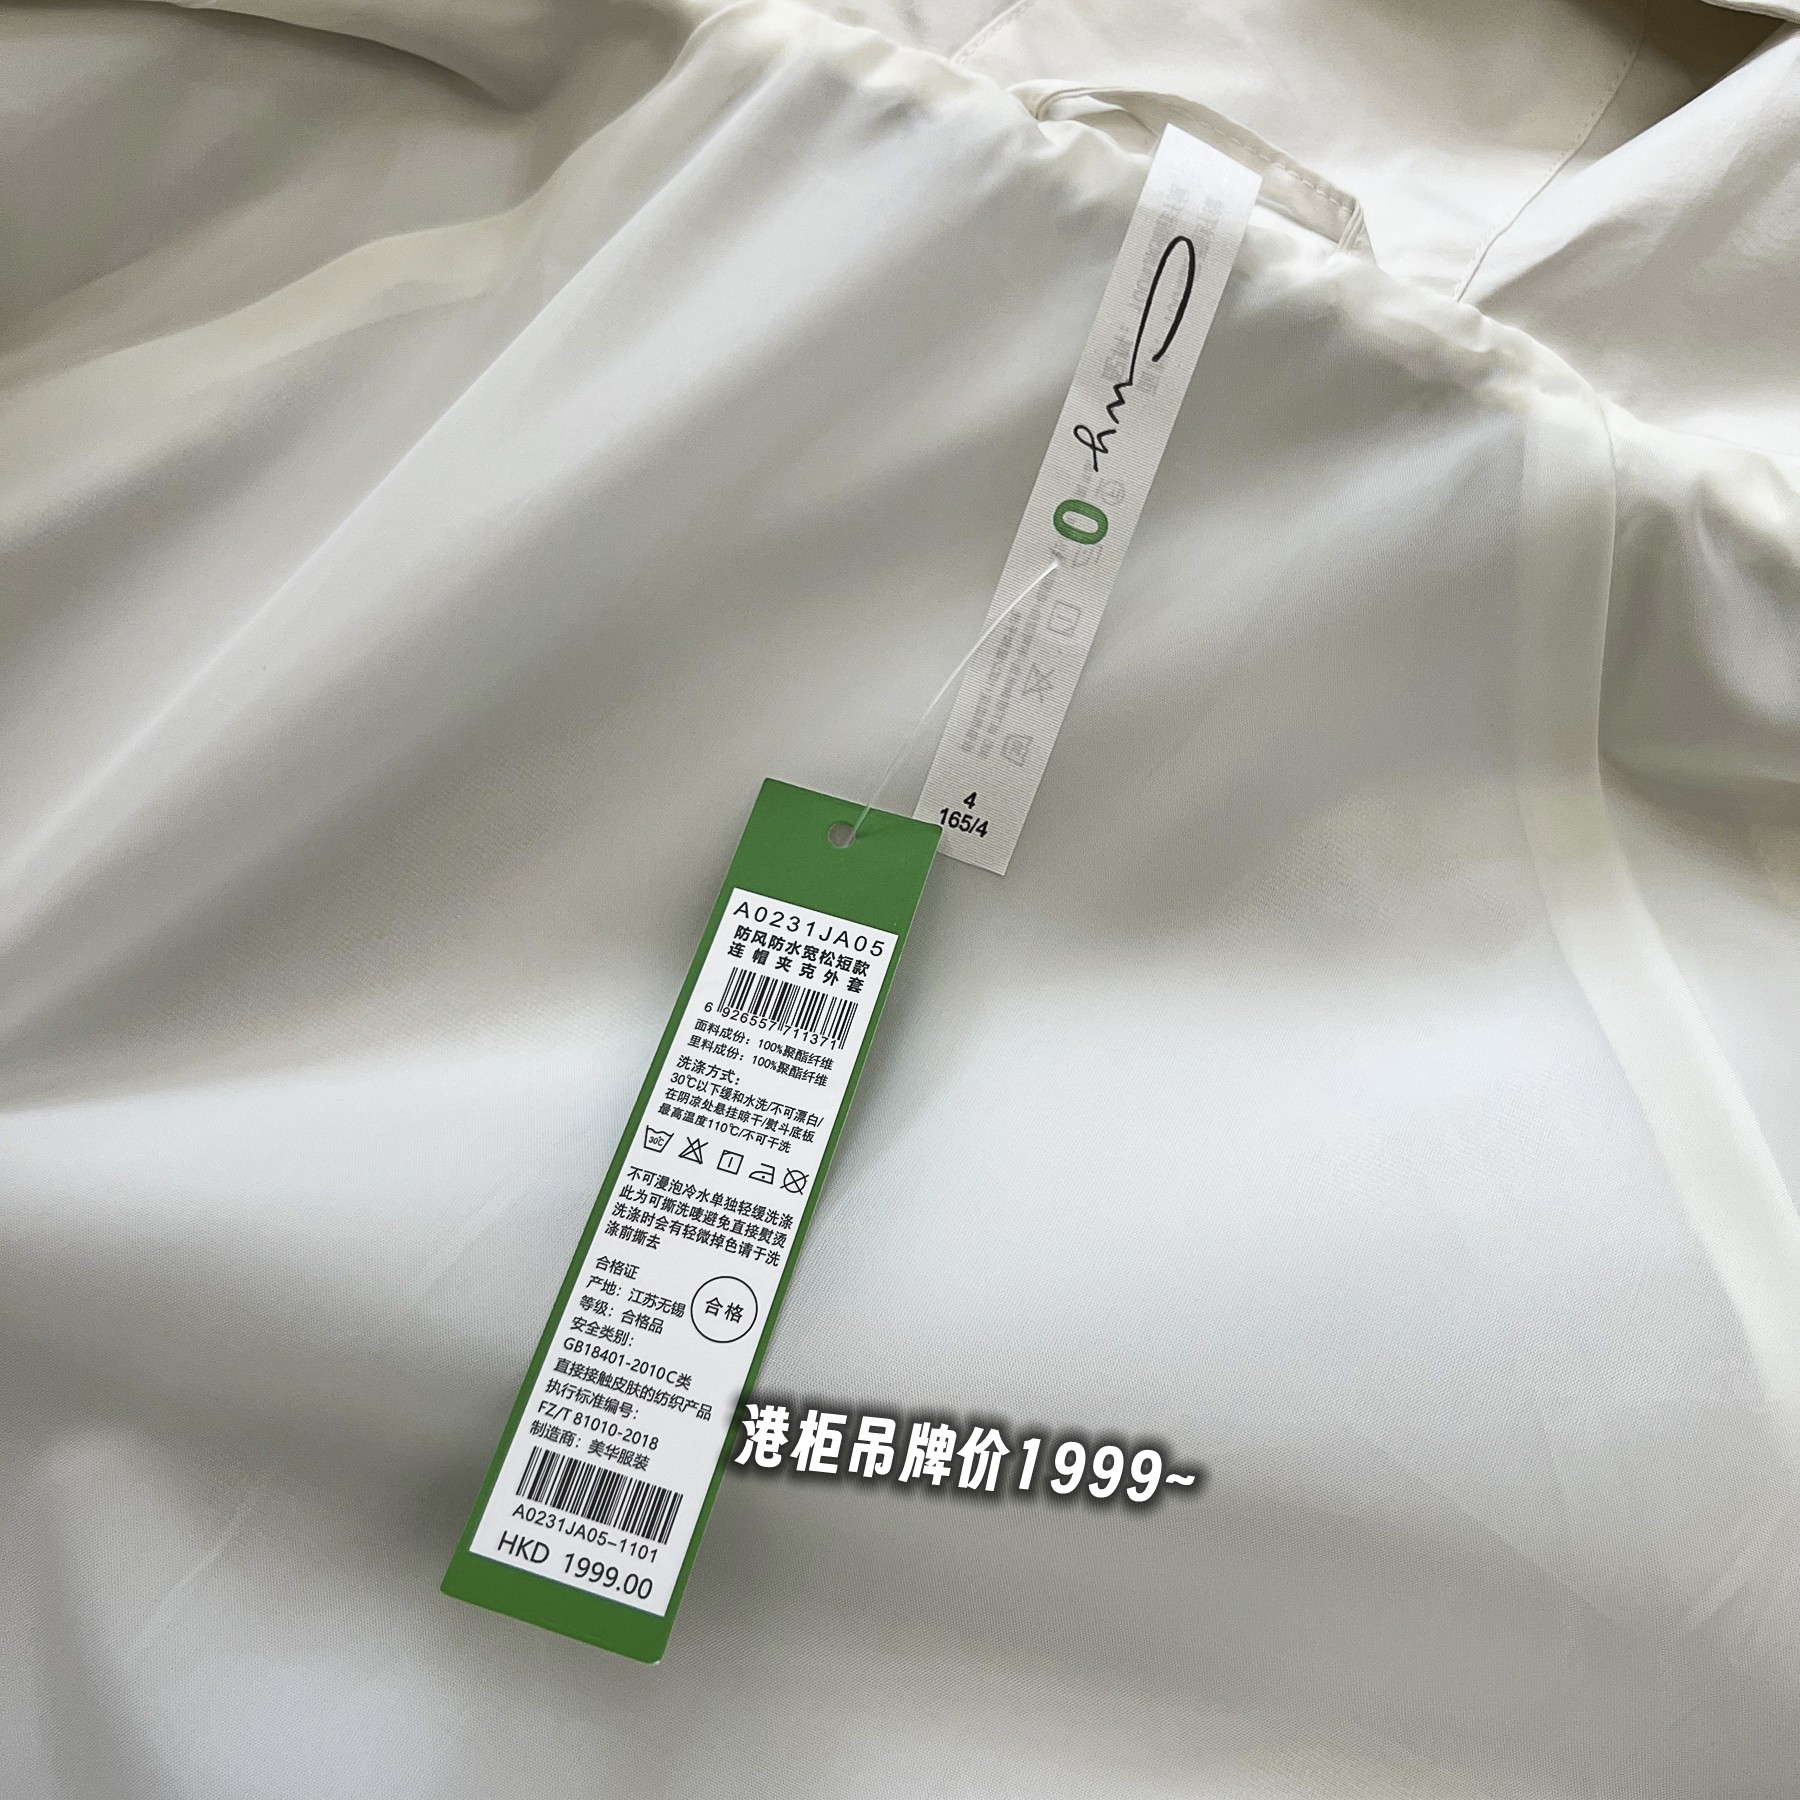 0
4
165/4
A0231JA05
防风防水宽松短款
连帽夹克外套
6 926557 711371
面料成份：100%聚酯纤维
里料成份：100%聚酯纤维
洗涤方式：
30℃以下缓和水洗/不可漂白/
在阴凉处悬挂晾干/熨斗底板
最高温度110℃/不可干洗
30℃
不可浸泡冷水单独轻缓洗涤
此为可撕洗唛避免直接熨烫
洗涤时会有轻微掉色请于洗
涤前撕去
合格证
产地：江苏无锡
等级：合格品
合格
安全类别：
GB18401-2010C类
直接接触皮肤的纺织产品
执行标准编号：
FZ/T 81010-2018
制造商：美华服装
A0231JA05-1101
HKD 1999.00
港柜吊牌价1999~